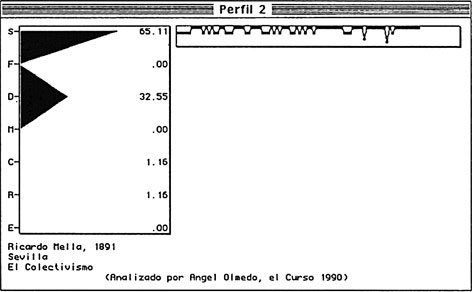 Perfil 2
S- 65.11
F- .00
D- 32.55
M- .00
C- 1.16
R- 1.16
E- .00
Ricardo Mella, 1891
Sevilla
El Colectivismo
(Analizado por Angel Olmedo, el Curso 1990)